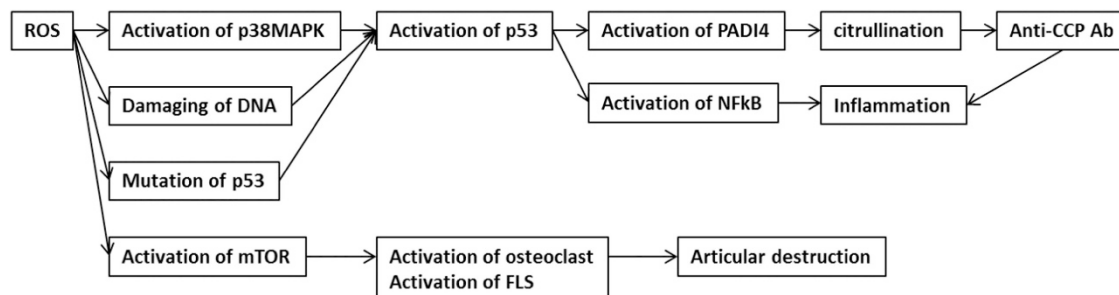 ROS
Activation of p38MAPK
Activation of p53
Activation of PADI4
citrullination
Anti-CCP Ab
Damaging of DNA
Activation of NFkB
Inflammation
Mutation of p53
Activation of mTOR
Activation of osteoclast
Activation of FLS
Articular destruction